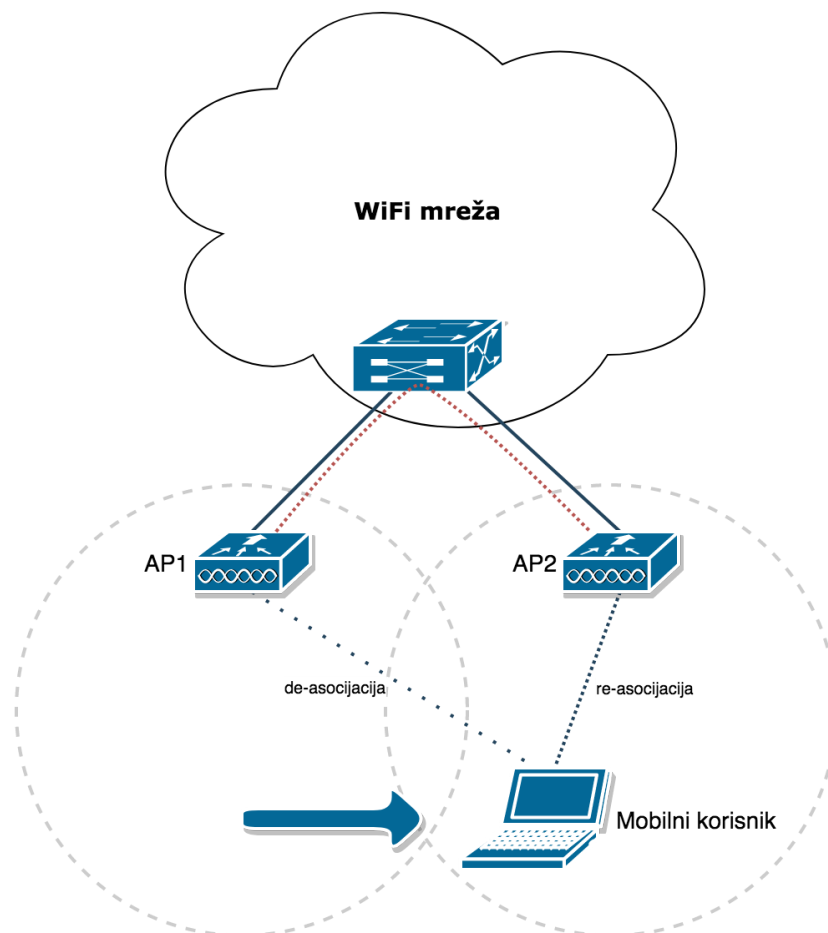 WiFi mreža
AP1
AP2
de-asocijacija
re-asocijacija
Mobilni korisnik